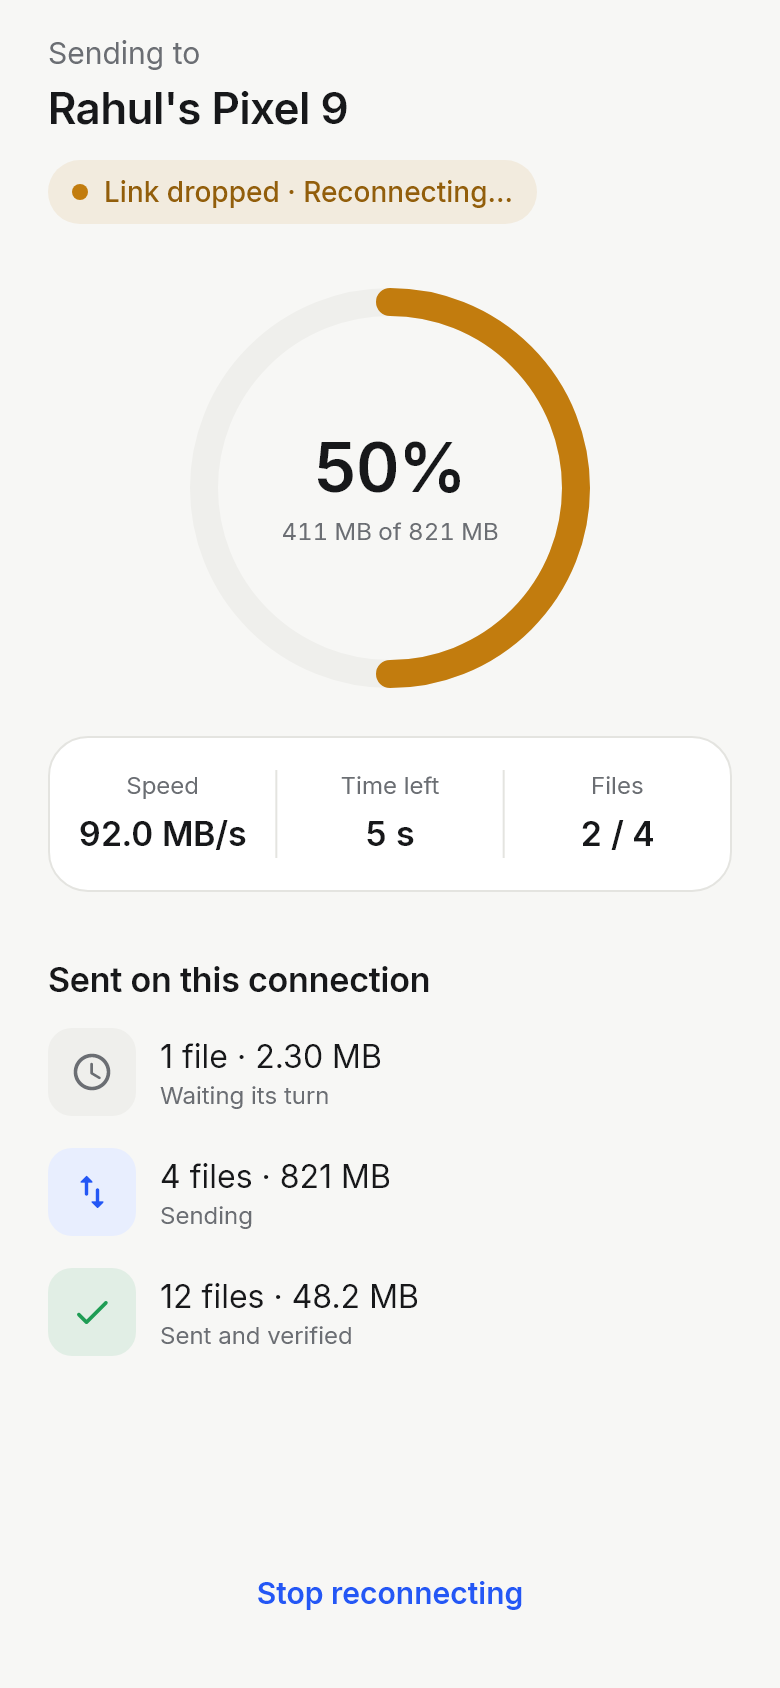 Sending to
Rahul's Pixel 9
Link dropped · Reconnecting...
50%
411 MB of 821 MB
Speed
92.0 MB/s
Time left
5 s
Files
2 / 4
Sent on this connection
1 file · 2.30 MB
Waiting its turn
4 files · 821 MB
Sending
12 files · 48.2 MB
Sent and verified
Stop reconnecting